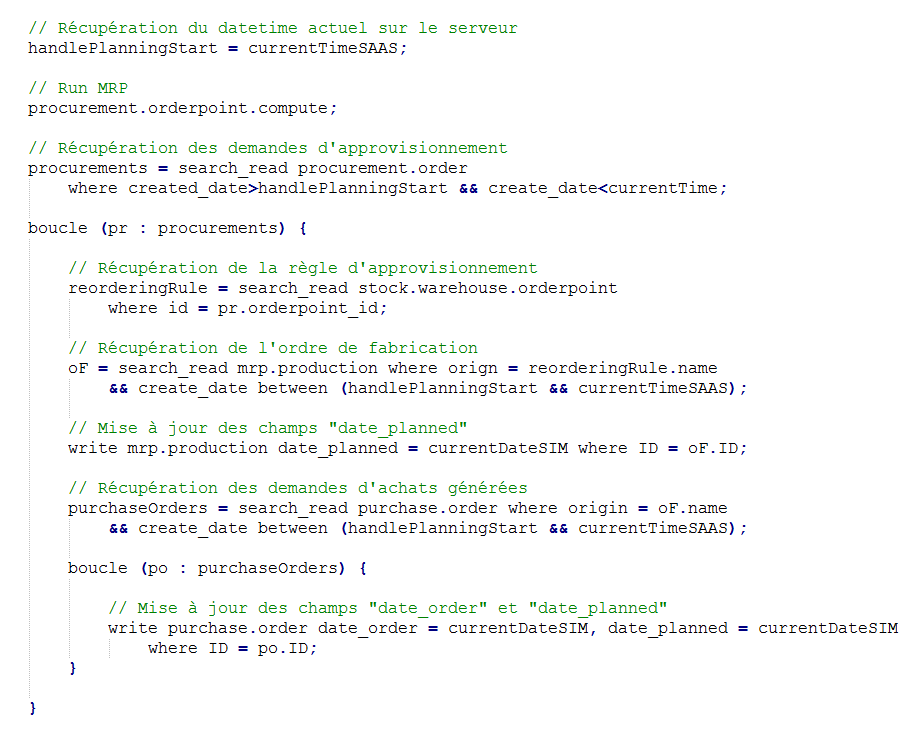 // Récupération du datetime actuel sur le serveur
handlePlanningStart = currentTimeSAAS;
// Run MRP
procurement.orderpoint.compute;
// Récupération des demandes d'approvisionnement
procurements = search_read procurement.order
where created_date>handlePlanningStart && create_date<currentTime;
boucle (pr : procurements) {
// Récupération de la règle d'approvisionnement
reorderingRule = search_read stock.warehouse.orderpoint
where id = pr.orderpoint_id;
// Récupération de l'ordre de fabrication
oF = search_read mrp.production where orign = reorderingRule.name
&& create_date between (handlePlanningStart && currentTimeSAAS);
// Mise à jour des champs "date_planned"
write mrp.production date_planned = currentDateSIM where ID = oF.ID;
// Récupération des demandes d'achats générées
purchaseOrders = search_read purchase.order where origin = oF.name
&& create_date between (handlePlanningStart && currentTimeSAAS);
boucle (po : purchaseOrders) {
// Mise à jour des champs "date_order" et "date_planned"
write purchase.order date_order = currentDateSIM, date_planned = currentDateSIM
where ID = po.ID;
}
}